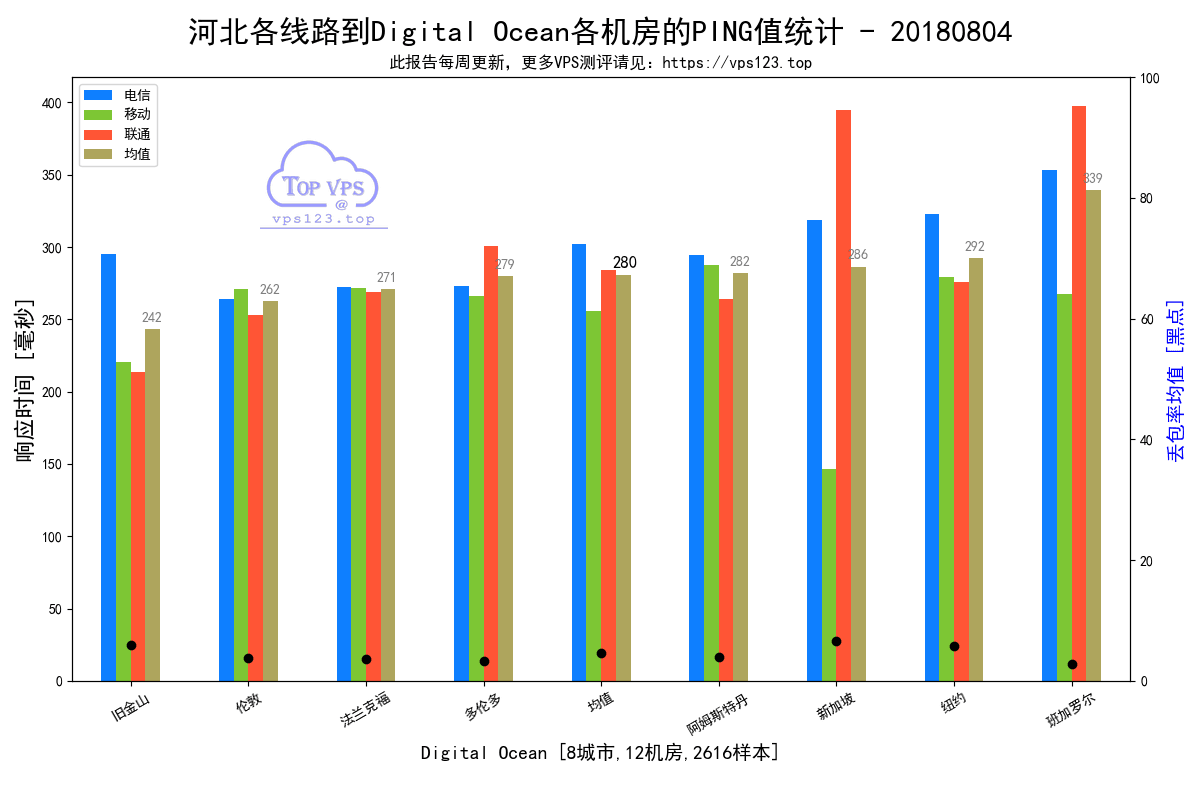 河北各线路到Digital Ocean各机房的PING值统计 - 20180804
此报告每周更新，更多VPS测评请见：https://vps123.top
电信
移动
联通
均值
TOP VPS
@
vps123.top
响应时间 [毫秒]
400
350
300
250
200
150
100
50
0
242
262
271
279
280
282
286
292
339
100
80
60
40
20
0
丢包率均值 [黑点]
旧金山
伦敦
法兰克福
多伦多
均值
阿姆斯特丹
新加坡
纽约
班加罗尔
Digital Ocean [8城市,12机房,2616样本]